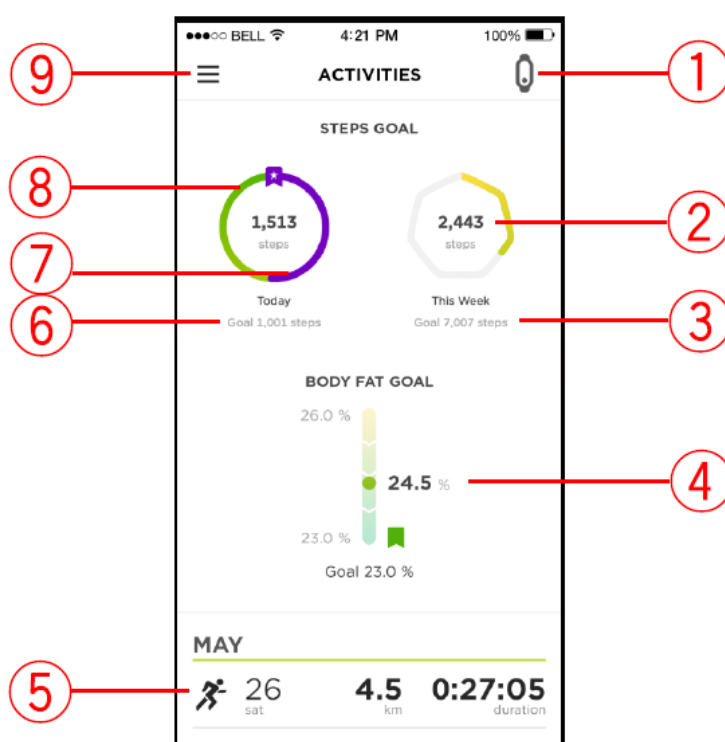 BELL 4:21 PM 100%
9 ACTIVITIES 1
STEPS GOAL
8
1,513 2,443 2
steps steps
7
Today This Week
6 Goal 1,001 steps Goal 7,007 steps 3
BODY FAT GOAL
26.0 %
24.5 % 4
23.0 %
Goal 23.0 %
MAY
5 26 4.5 0:27:05
sat km duration